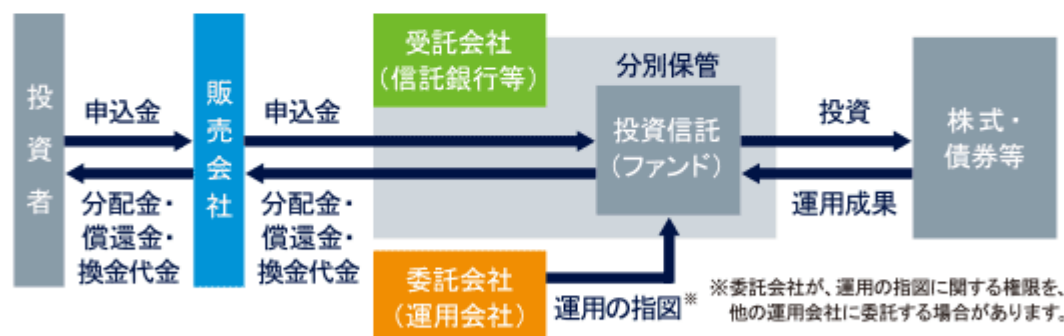 投資者
申込金
分配金・
償還金・
換金代金
販売会社
申込金
分配金・
償還金・
換金代金
受託会社
（信託銀行等）
分別保管
投資信託
（ファンド）
委託会社
（運用会社）
運用の指図※
投資
運用成果
株式・
債券等
※委託会社が、運用の指図に関する権限を、
他の運用会社に委託する場合があります。